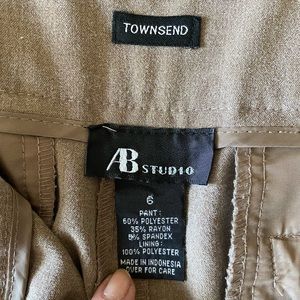 TOWNSEND
AB STUDIO
6
PANT:
60% POLYESTER
35% RAYON
5% SPANDEX
LINING:
100% POLYESTER
MADE IN INDONESIA
OVER FOR CARE